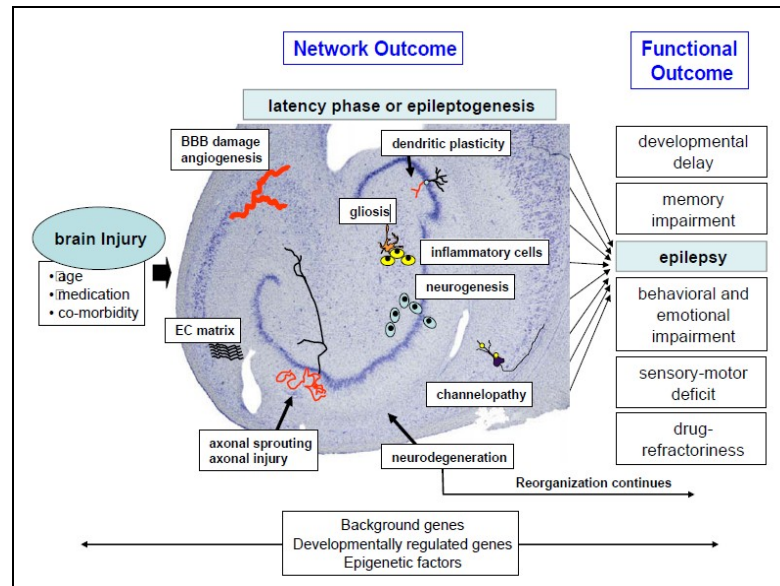 Network Outcome
Functional
Outcome
latency phase or epileptogenesis
BBB damage
angiogenesis
dendritic plasticity
developmental
delay
gliosis
memory
impairment
brain Injury
inflammatory cells
epilepsy
• age
• medication
• co-morbidity
neurogenesis
behavioral and
emotional
impairment
EC matrix
sensory-motor
deficit
channelopathy
drug-
refractoriness
axonal sprouting
axonal injury
neurodegeneration
Reorganization continues
Background genes
Developmentally regulated genes
Epigenetic factors